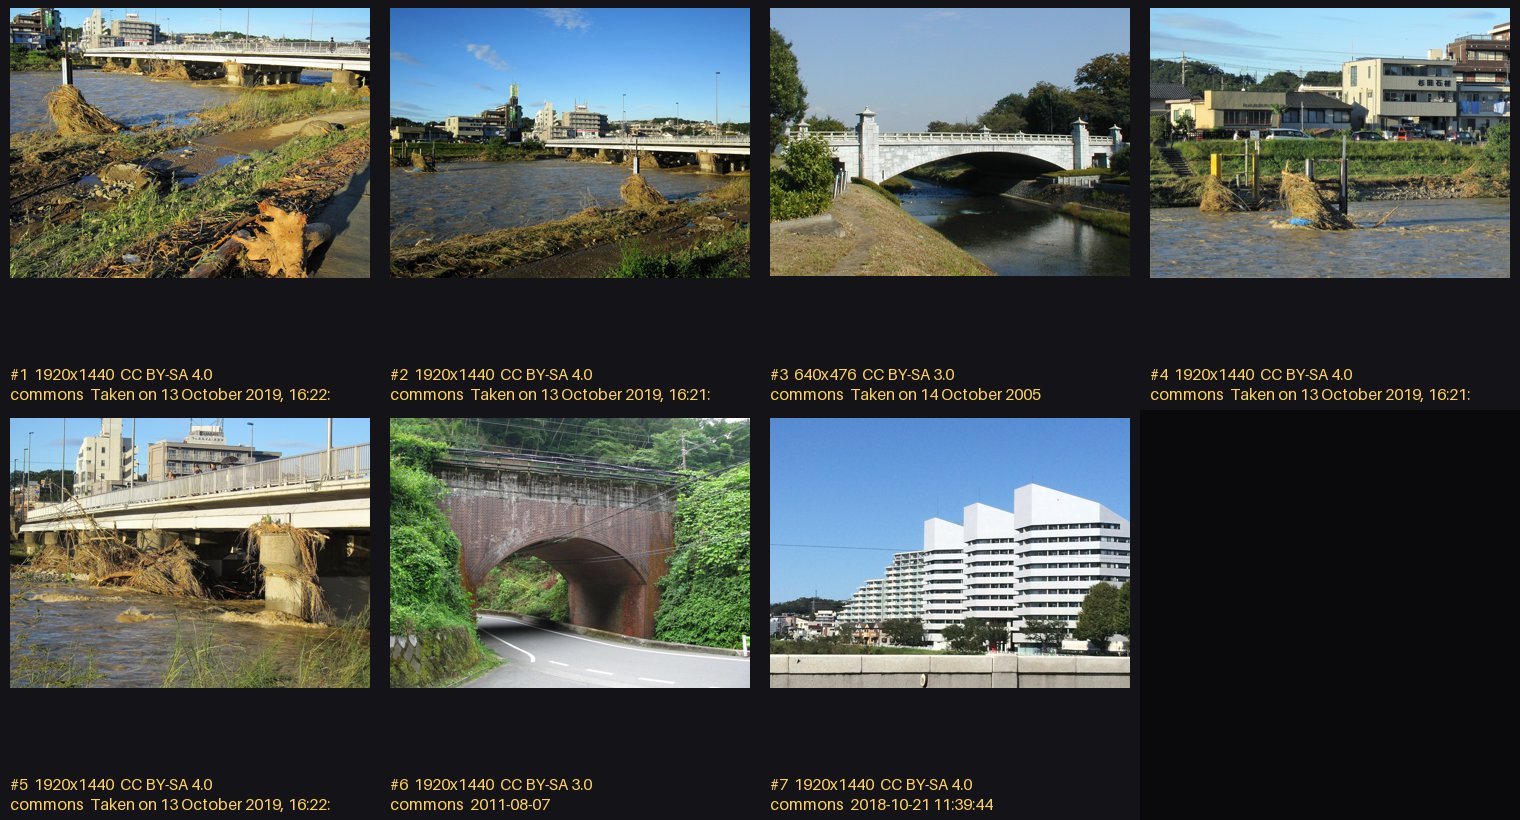 #1 1920x1440 CC BY-SA 4.0
commons Taken on 13 October 2019, 16:22:
#2 1920x1440 CC BY-SA 4.0
commons Taken on 13 October 2019, 16:21:
#3 640x476 CC BY-SA 3.0
commons Taken on 14 October 2005
#4 1920x1440 CC BY-SA 4.0
commons Taken on 13 October 2019, 16:21:
#5 1920x1440 CC BY-SA 4.0
commons Taken on 13 October 2019, 16:22:
#6 1920x1440 CC BY-SA 3.0
commons 2011-08-07
#7 1920x1440 CC BY-SA 4.0
commons 2018-10-21 11:39:44